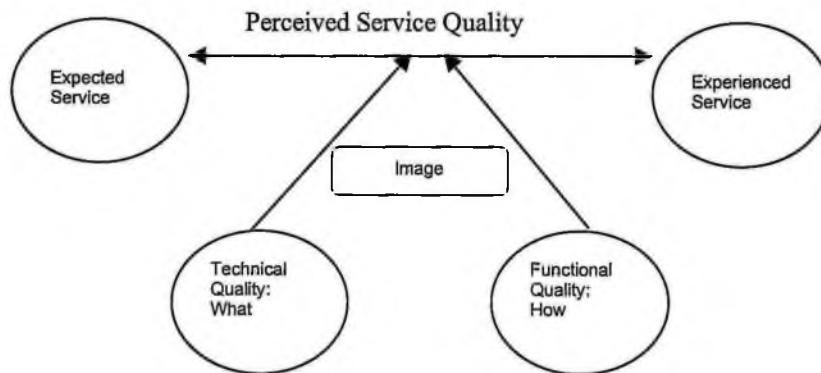 Perceived Service Quality
Expected
Service
Experienced
Service
Image
Technical
Quality:
What
Functional
Quality:
How